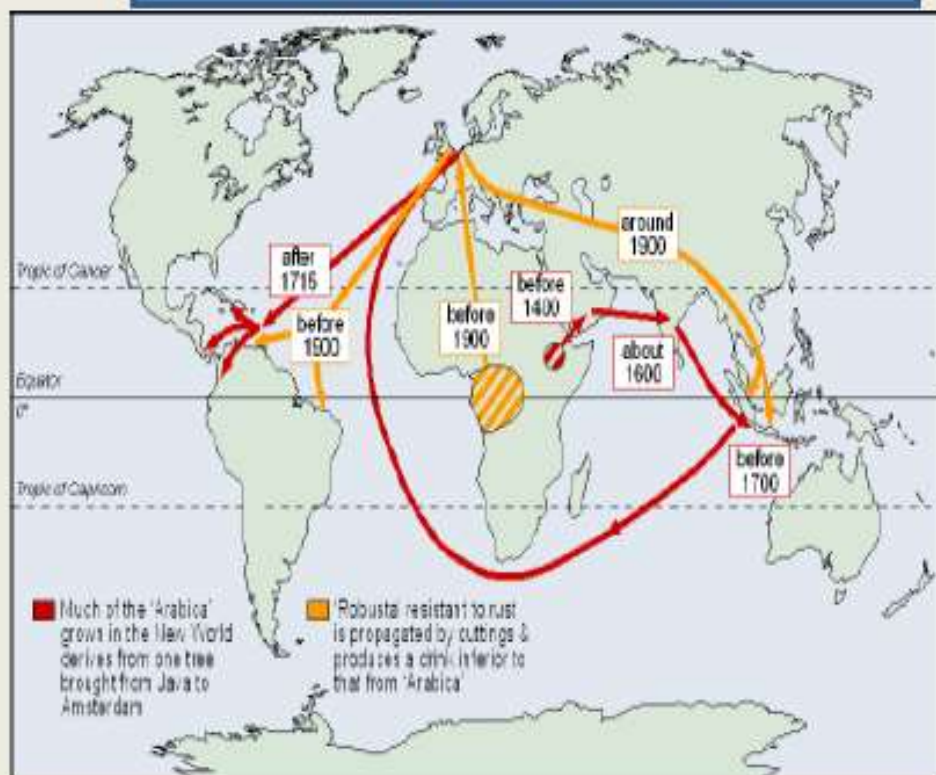 after
1715
before
1900
before
1900
before
1400
around
1900
about
1600
before
1700
Tropic of Cancer
Equator
0°
Tropic of Capricorn
Much of the 'Arabica'
grown in the New World
derives from one tree
brought from Java to
Amsterdam
'Robusta' resistant to rust
is propagated by cuttings &
produces a drink inferior to
that from 'Arabica'